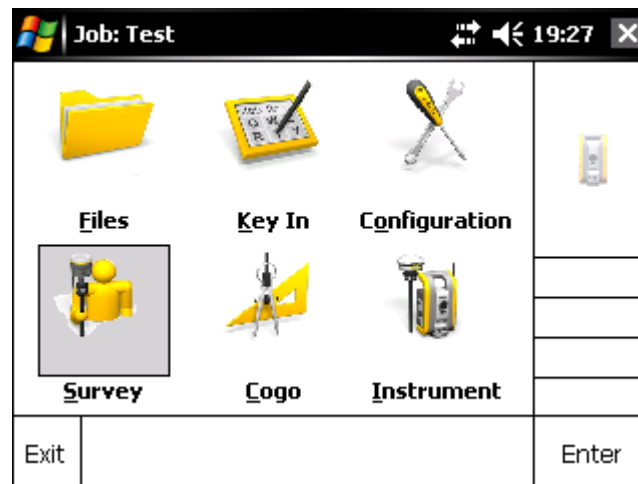 Job: Test 19:27
Files Key In Configuration
Survey Cogo Instrument
Exit Enter